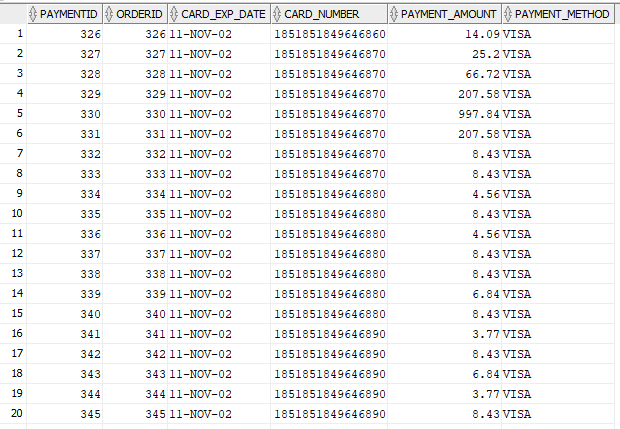 PAYMENTID ORDERID CARD_EXP_DATE CARD_NUMBER PAYMENT_AMOUNT PAYMENT_METHOD
1 326 326 11-NOV-02 1851851849646860 14.09 VISA
2 327 327 11-NOV-02 1851851849646870 25.2 VISA
3 328 328 11-NOV-02 1851851849646870 66.72 VISA
4 329 329 11-NOV-02 1851851849646870 207.58 VISA
5 330 330 11-NOV-02 1851851849646870 997.84 VISA
6 331 331 11-NOV-02 1851851849646870 207.58 VISA
7 332 332 11-NOV-02 1851851849646870 8.43 VISA
8 333 333 11-NOV-02 1851851849646870 8.43 VISA
9 334 334 11-NOV-02 1851851849646880 4.56 VISA
10 335 335 11-NOV-02 1851851849646880 8.43 VISA
11 336 336 11-NOV-02 1851851849646880 4.56 VISA
12 337 337 11-NOV-02 1851851849646880 8.43 VISA
13 338 338 11-NOV-02 1851851849646880 8.43 VISA
14 339 339 11-NOV-02 1851851849646880 6.84 VISA
15 340 340 11-NOV-02 1851851849646880 8.43 VISA
16 341 341 11-NOV-02 1851851849646890 3.77 VISA
17 342 342 11-NOV-02 1851851849646890 8.43 VISA
18 343 343 11-NOV-02 1851851849646890 6.84 VISA
19 344 344 11-NOV-02 1851851849646890 3.77 VISA
20 345 345 11-NOV-02 1851851849646890 8.43 VISA